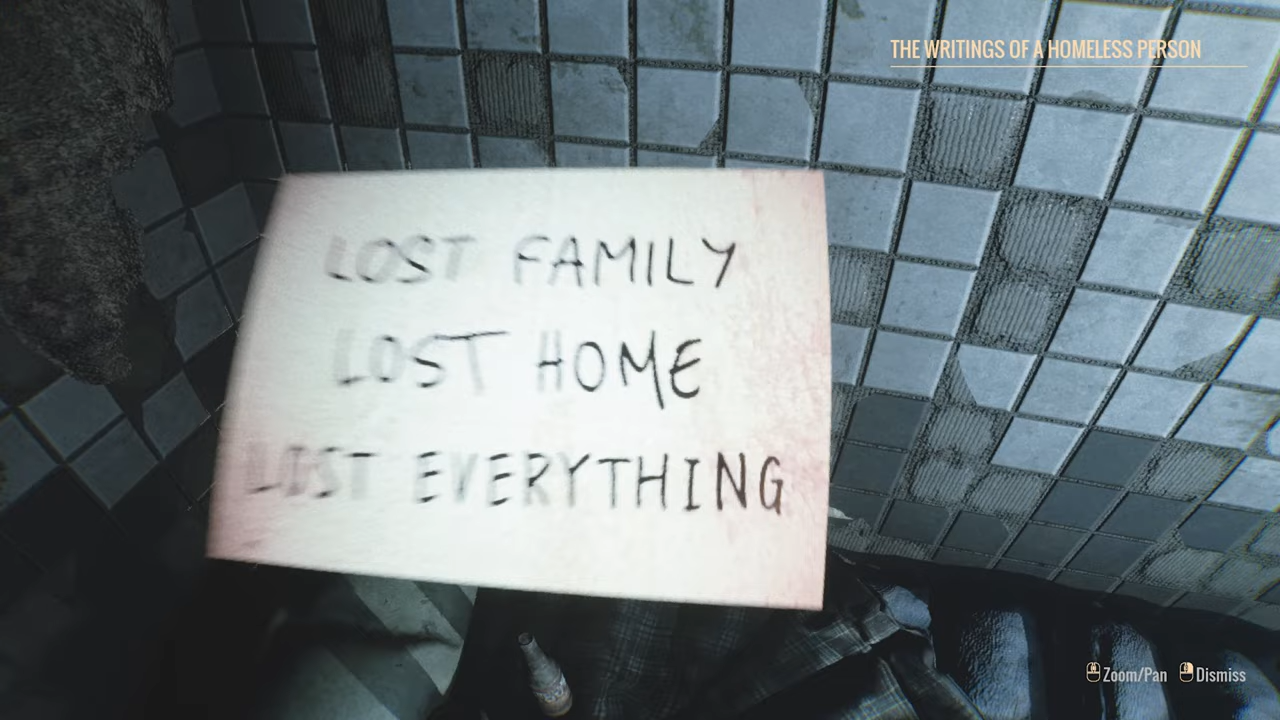 THE WRITINGS OF A HOMELESS PERSON
LOST FAMILY
LOST HOME
LOST EVERYTHING
Zoom/Pan Dismiss